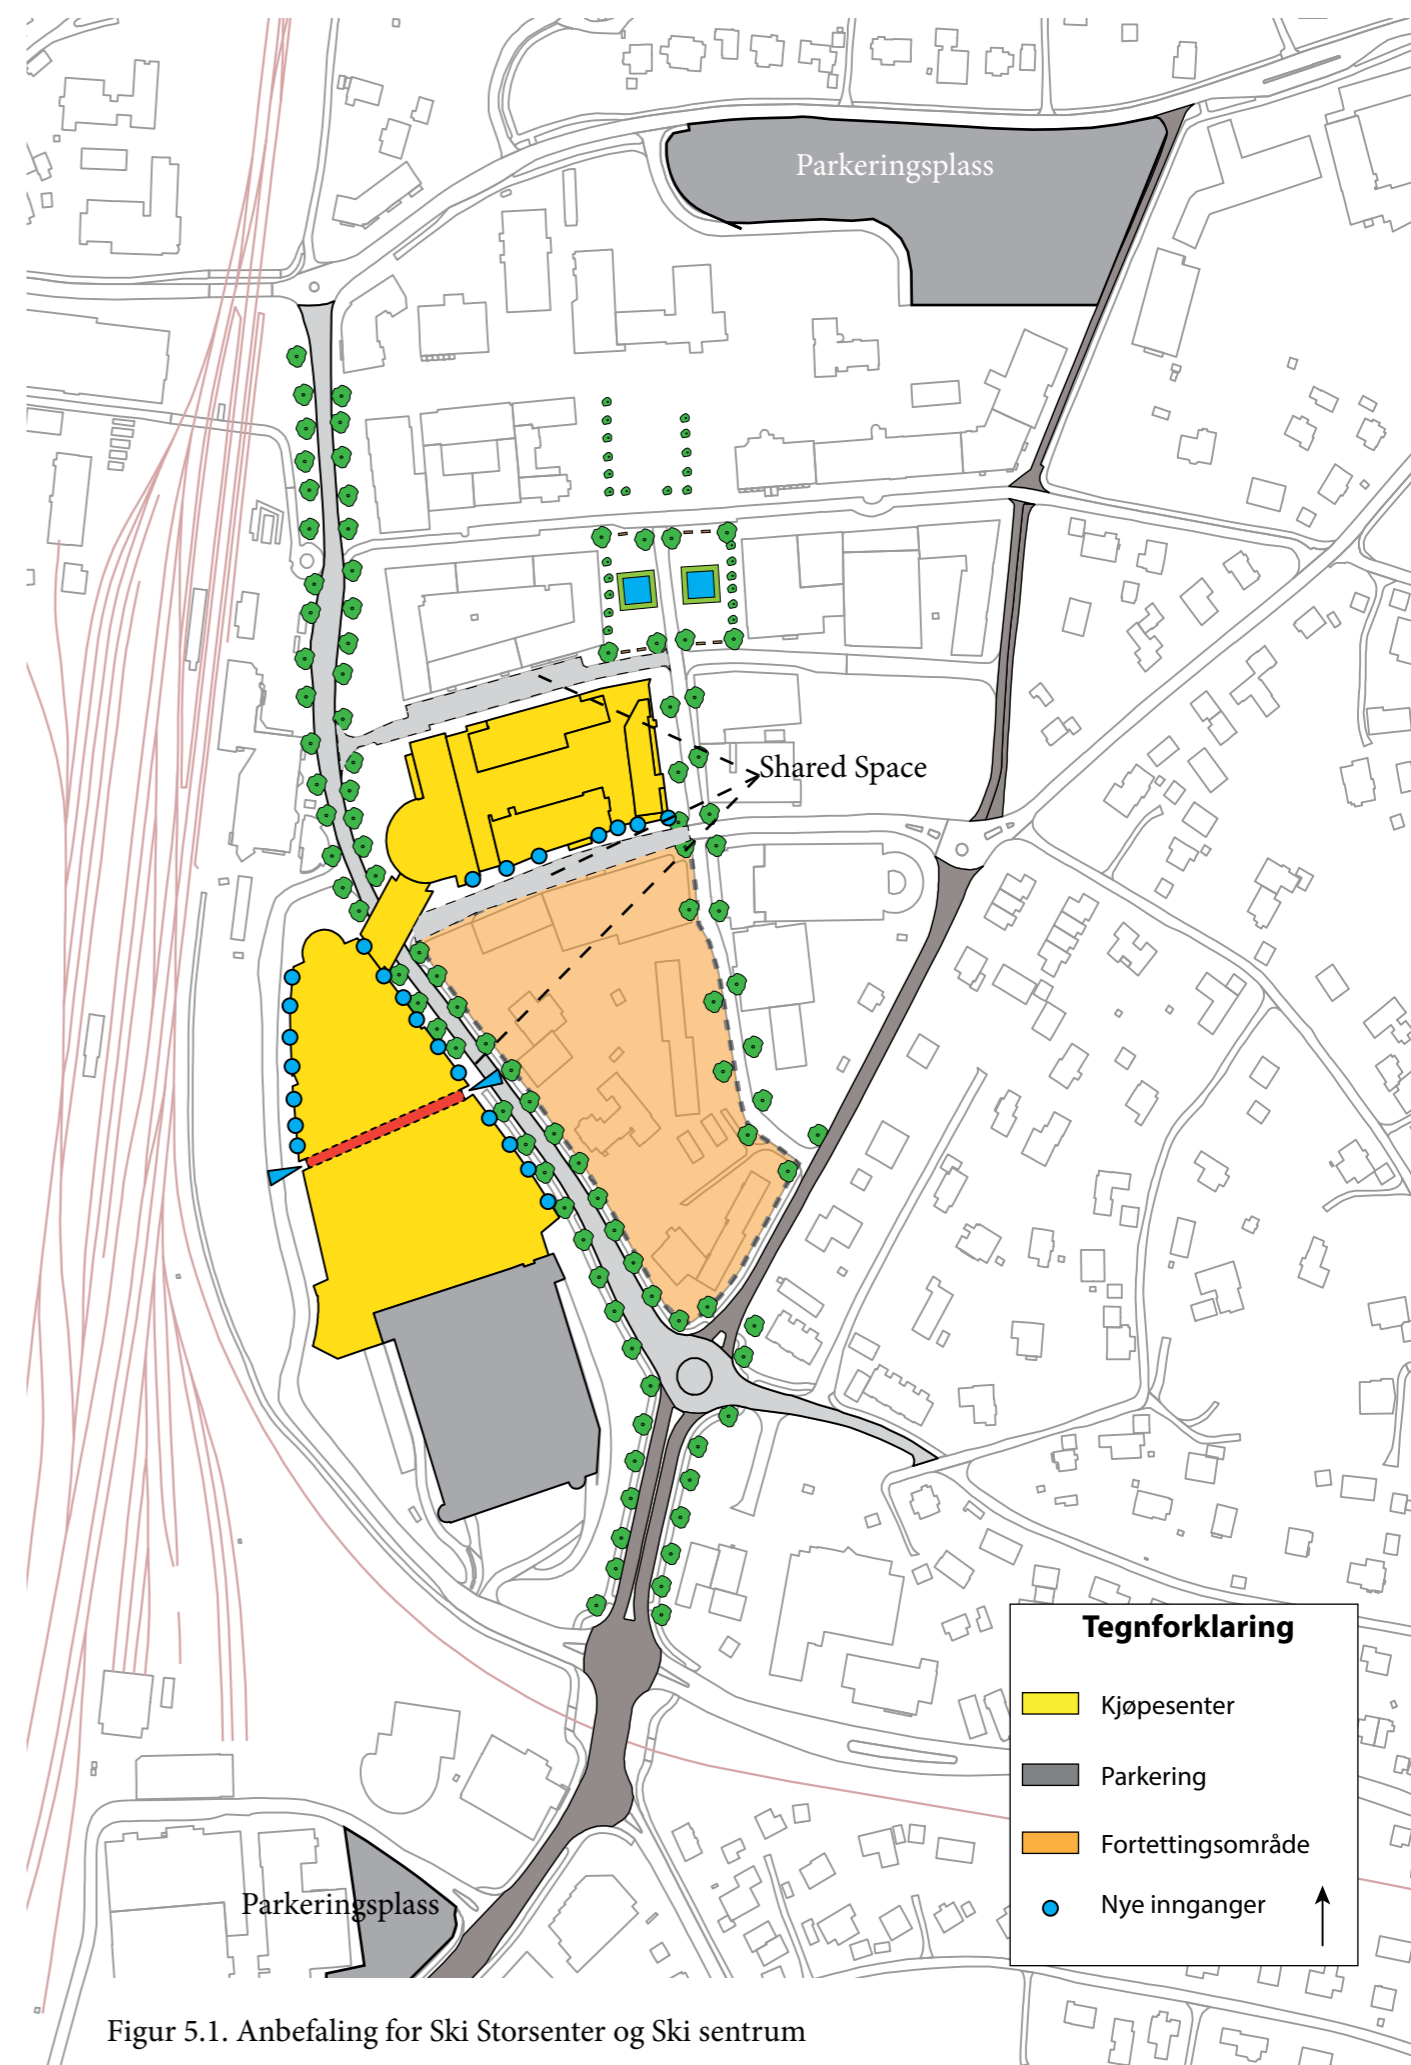 Parkeringsplass
Shared Space
Tegnforklaring
Kjøpesenter
Parkering
Fortettingsområde
Nye innganger
Parkeringsplass
Figur 5.1. Anbefaling for Ski Storsenter og Ski sentrum